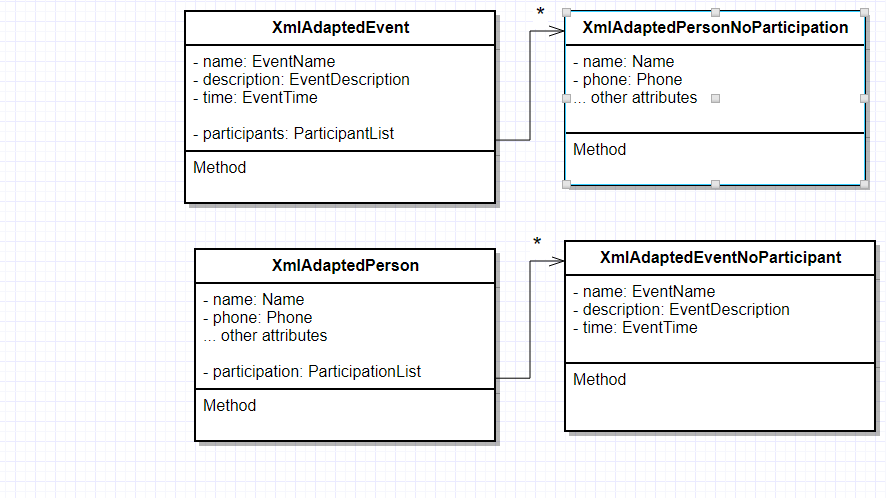 *
XmlAdaptedEvent
- name: EventName
- description: EventDescription
- time: EventTime
- participants: ParticipantList
Method
XmlAdaptedPersonNoParticipation
- name: Name
- phone: Phone
... other attributes
Method
*
XmlAdaptedPerson
- name: Name
- phone: Phone
... other attributes
- participation: ParticipationList
Method
XmlAdaptedEventNoParticipant
- name: EventName
- description: EventDescription
- time: EventTime
Method